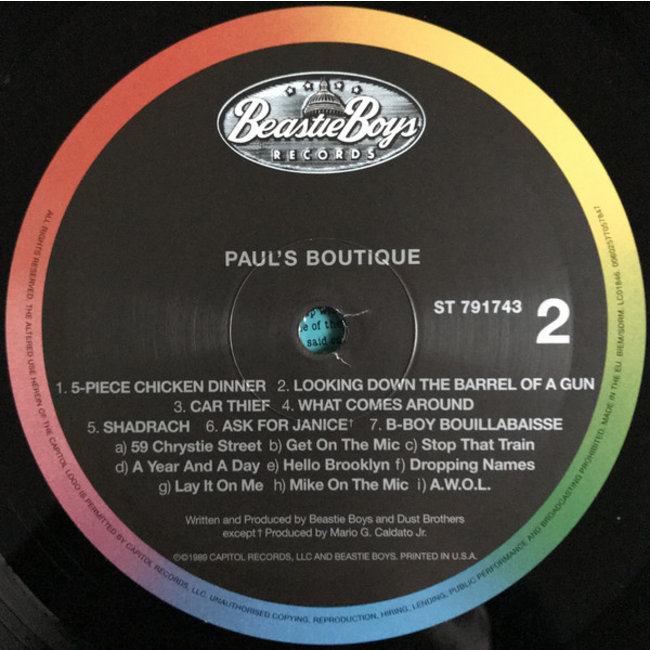 Beastie Boys
RECORDS
PAUL'S BOUTIQUE
ST 791743
2
1. 5-PIECE CHICKEN DINNER 2. LOOKING DOWN THE BARREL OF A GUN
3. CAR THIEF 4. WHAT COMES AROUND
5. SHADRACH 6. ASK FOR JANICE† 7. B-BOY BOUILLABAISSE
a) 59 Chrystie Street b) Get On The Mic c) Stop That Train
d) A Year And A Day e) Hello Brooklyn f) Dropping Names
g) Lay It On Me h) Mike On The Mic i) A.W.O.L.
Written and Produced by Beastie Boys and Dust Brothers
except † Produced by Mario G. Caldato Jr.
℗©1989 CAPITOL RECORDS, LLC AND BEASTIE BOYS. PRINTED IN U.S.A.
ALL RIGHTS RESERVED. THE ALTERED USE HEREIN OF THE CAPITOL LOGO IS PERMITTED BY CAPITOL RECORDS, LLC. UNAUTHORISED COPYING, REPRODUCTION, HIRING, LENDING, PUBLIC PERFORMANCE AND BROADCASTING PROHIBITED. MADE IN THE EU. BIEM/SDRM. LC01846. 00602577057847
of the
said